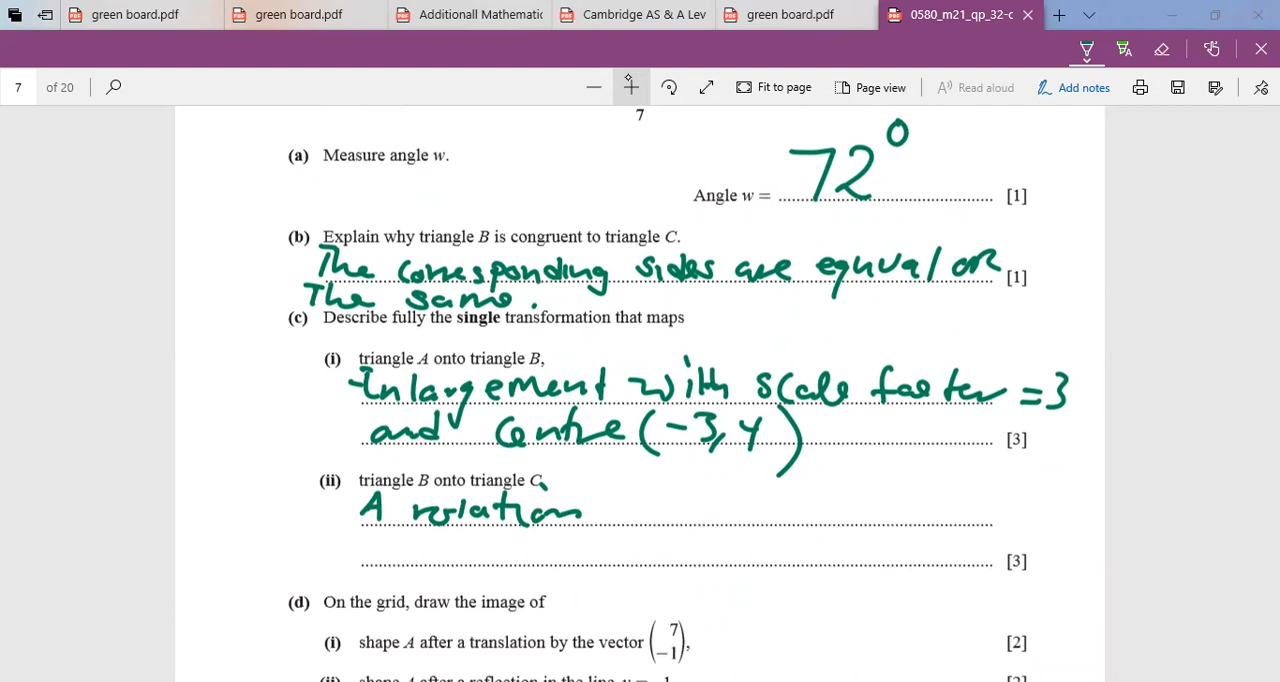 green board.pdf
green board.pdf
Additionall Mathematic
Cambridge AS & A Lev
green board.pdf
0580_m21_qp_32-c
7 of 20
Fit to page
Page view
Read aloud
Add notes
7
(a) Measure angle w.
72°
Angle w = ........ [1]
(b) Explain why triangle B is congruent to triangle C.
The corresponding sides are equval or [1]
The same.
(c) Describe fully the single transformation that maps
(i) triangle A onto triangle B,
Inlargement with scale faster = 3
and centre (-3, 4) [3]
(ii) triangle B onto triangle C.
A rotation
[3]
(d) On the grid, draw the image of
(i) shape A after a translation by the vector (7 -1), [2]